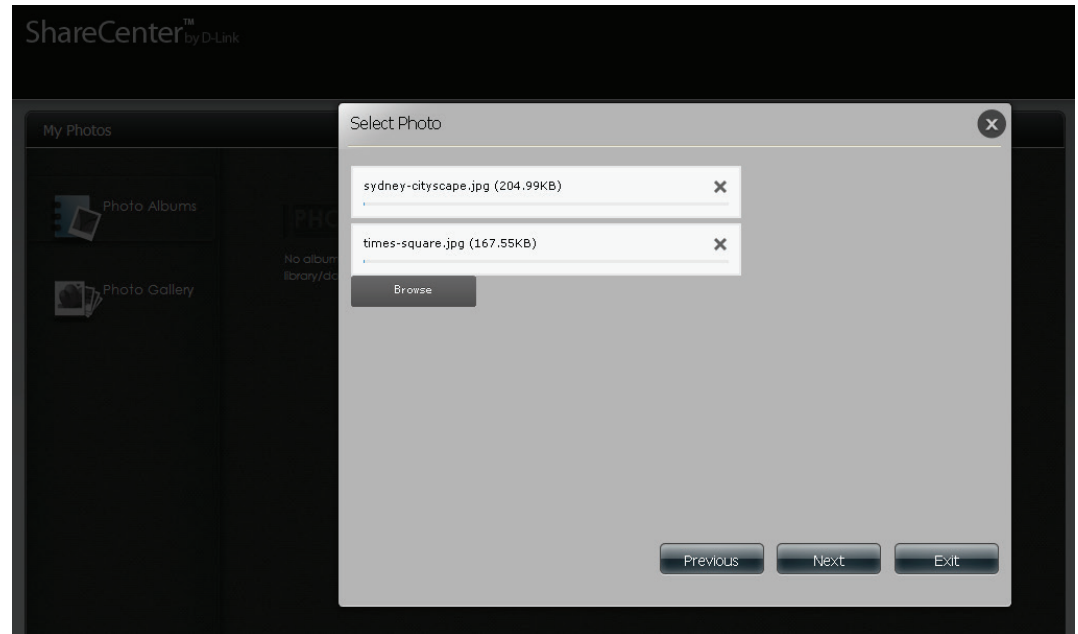 ShareCenter™ by D-Link
My Photos
Select Photo
Photo Albums
Photo Gallery
PHO
No album
library/do
sydney-cityscape.jpg (204.99KB)
times-square.jpg (167.55KB)
Browse
Previous Next Exit